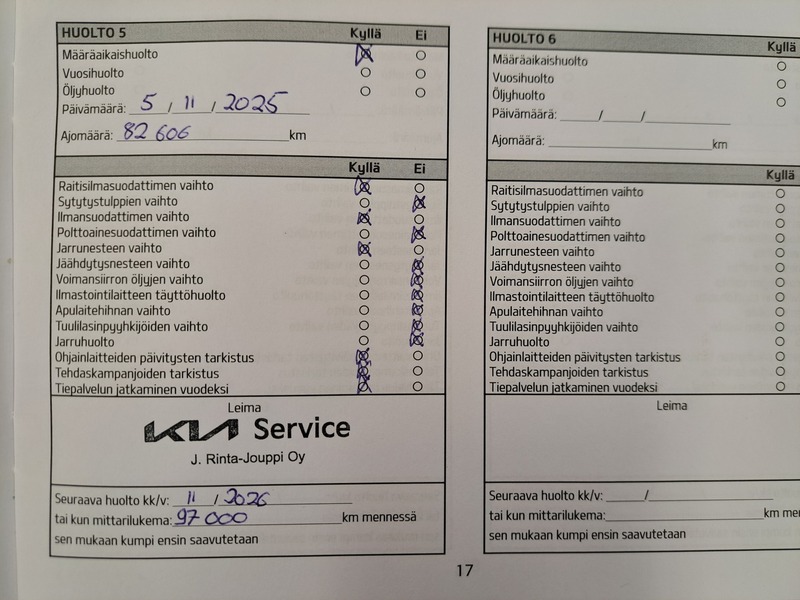 HUOLTO 5 Kyllä Ei
Määräaikaishuolto
Vuosihuolto
Öljyhuolto
Päivämäärä: 5 / 11 / 2025
Ajomäärä: 82 606 km
Kyllä Ei
Raitisilmasuodattimen vaihto
Sytytystulppien vaihto
Ilmansuodattimen vaihto
Polttoainesuodattimen vaihto
Jarrunesteen vaihto
Jäähdytysnesteen vaihto
Voimansiirron öljyjen vaihto
Ilmastointilaitteen täyttöhuolto
Apulaitehihnan vaihto
Tuulilasinpyyhkijöiden vaihto
Jarruhuolto
Ohjainlaitteiden päivitysten tarkistus
Tehdaskampanjoiden tarkistus
Tiepalvelun jatkaminen vuodeksi
Leima
KIA Service
J. Rinta-Jouppi Oy
Seuraava huolto kk/v: 11 / 2026
tai kun mittarilukema: 97 000 km mennessä
sen mukaan kumpi ensin saavutetaan
HUOLTO 6 Kyllä
Määräaikaishuolto
Vuosihuolto
Öljyhuolto
Päivämäärä: / /
Ajomäärä: km
Kyllä
Raitisilmasuodattimen vaihto
Sytytystulppien vaihto
Ilmansuodattimen vaihto
Polttoainesuodattimen vaihto
Jarrunesteen vaihto
Jäähdytysnesteen vaihto
Voimansiirron öljyjen vaihto
Ilmastointilaitteen täyttöhuolto
Apulaitehihnan vaihto
Tuulilasinpyyhkijöiden vaihto
Jarruhuolto
Ohjainlaitteiden päivitysten tarkistus
Tehdaskampanjoiden tarkistus
Tiepalvelun jatkaminen vuodeksi
Leima
Seuraava huolto kk/v: /
tai kun mittarilukema: km me
sen mukaan kumpi ensin saavutetaan
17